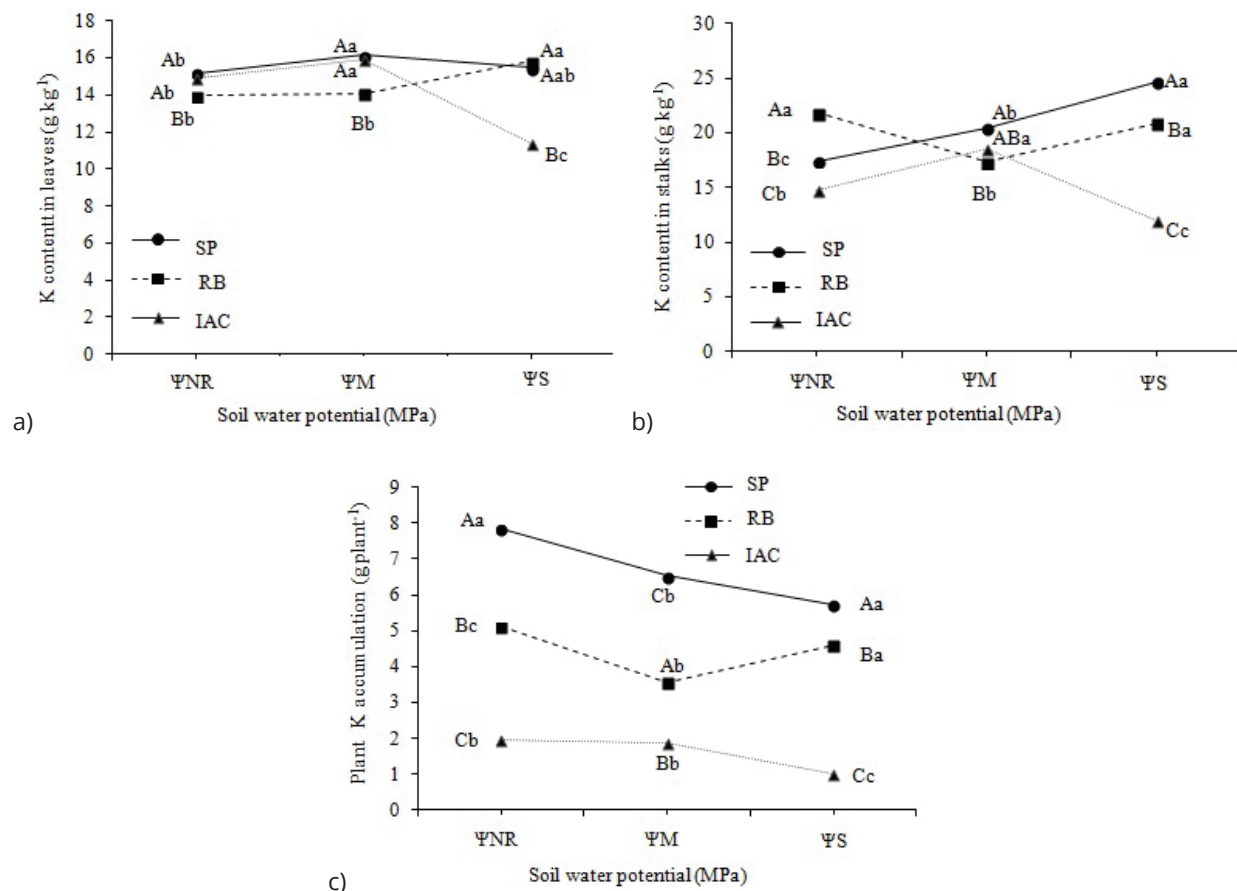 18
16
14
12
10
8
6
4
2
0
K contentt in leaves (g kg⁻¹)
Ab
Aa
Aa
Aab
Ab
Aa
Bb
Bb
Bc
SP
RB
IAC
ΨNR ΨM ΨS
Soil water potential (MPa)
a)
30
25
20
15
10
5
0
K contentt in stalks (g kg⁻¹)
Aa
Ab
Aa
ABa
Ba
Bc
Cb
Bb
Cc
SP
RB
IAC
ΨNR ΨM ΨS
Soil water potential (MPa)
b)
9
8
7
6
5
4
3
2
1
0
Plant K accumulation (g plant⁻¹)
SP
RB
IAC
Aa
Cb
Aa
Bc
Ab
Ba
Cb
Bb
Cc
ΨNR ΨM ΨS
Soil water potential (MPa)
c)